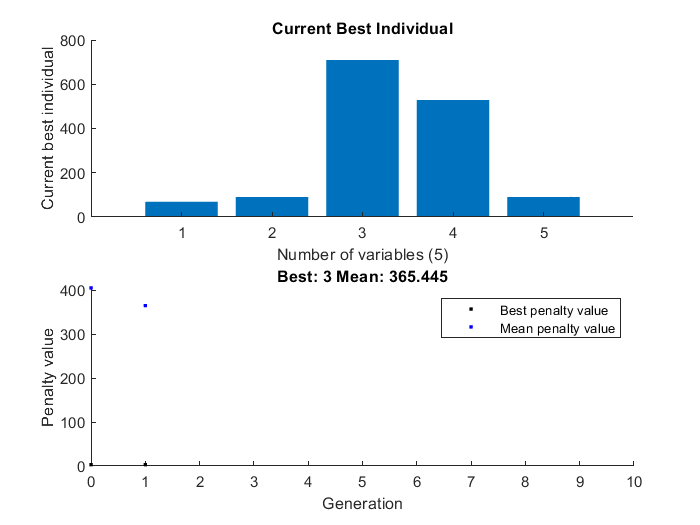 Current Best Individual
Current best individual
800
600
400
200
0
1 2 3 4 5
Number of variables (5)
Best: 3 Mean: 365.445
Penalty value
400
300
200
100
0
Best penalty value
Mean penalty value
0 1 2 3 4 5 6 7 8 9 10
Generation